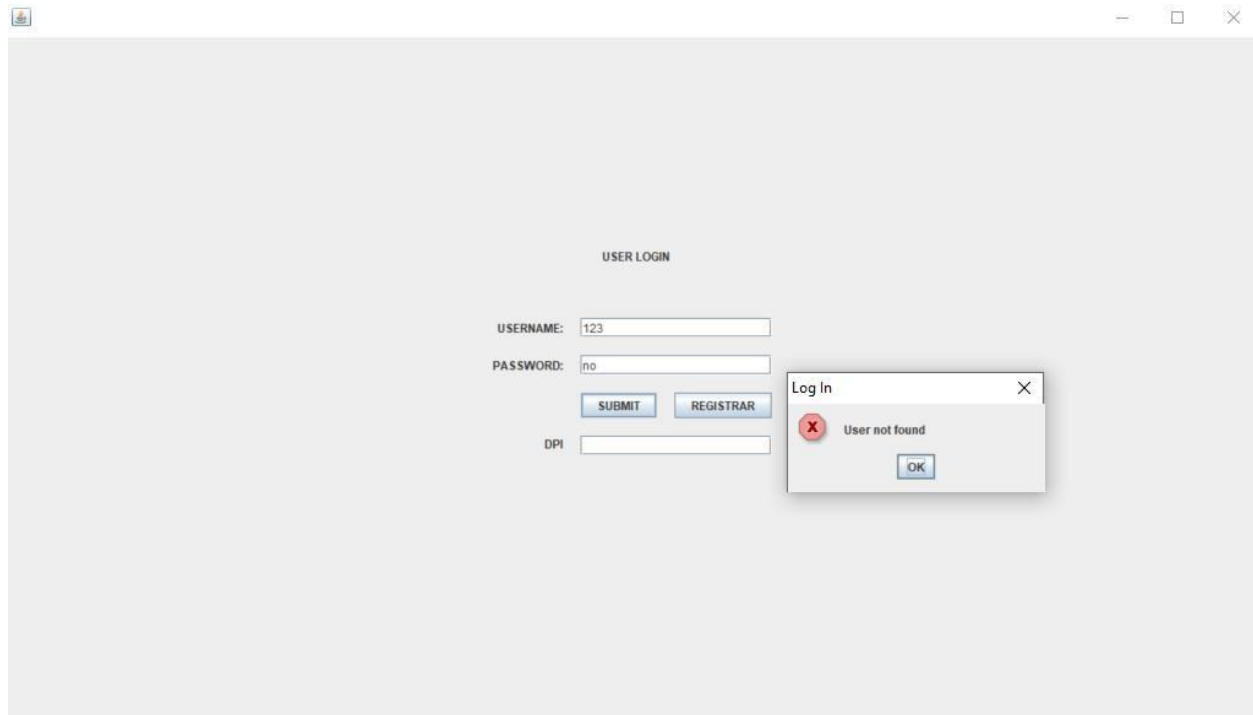 USER LOGIN
USERNAME: 123
PASSWORD: no
SUBMIT REGISTRAR
DPI
Log In
User not found
OK